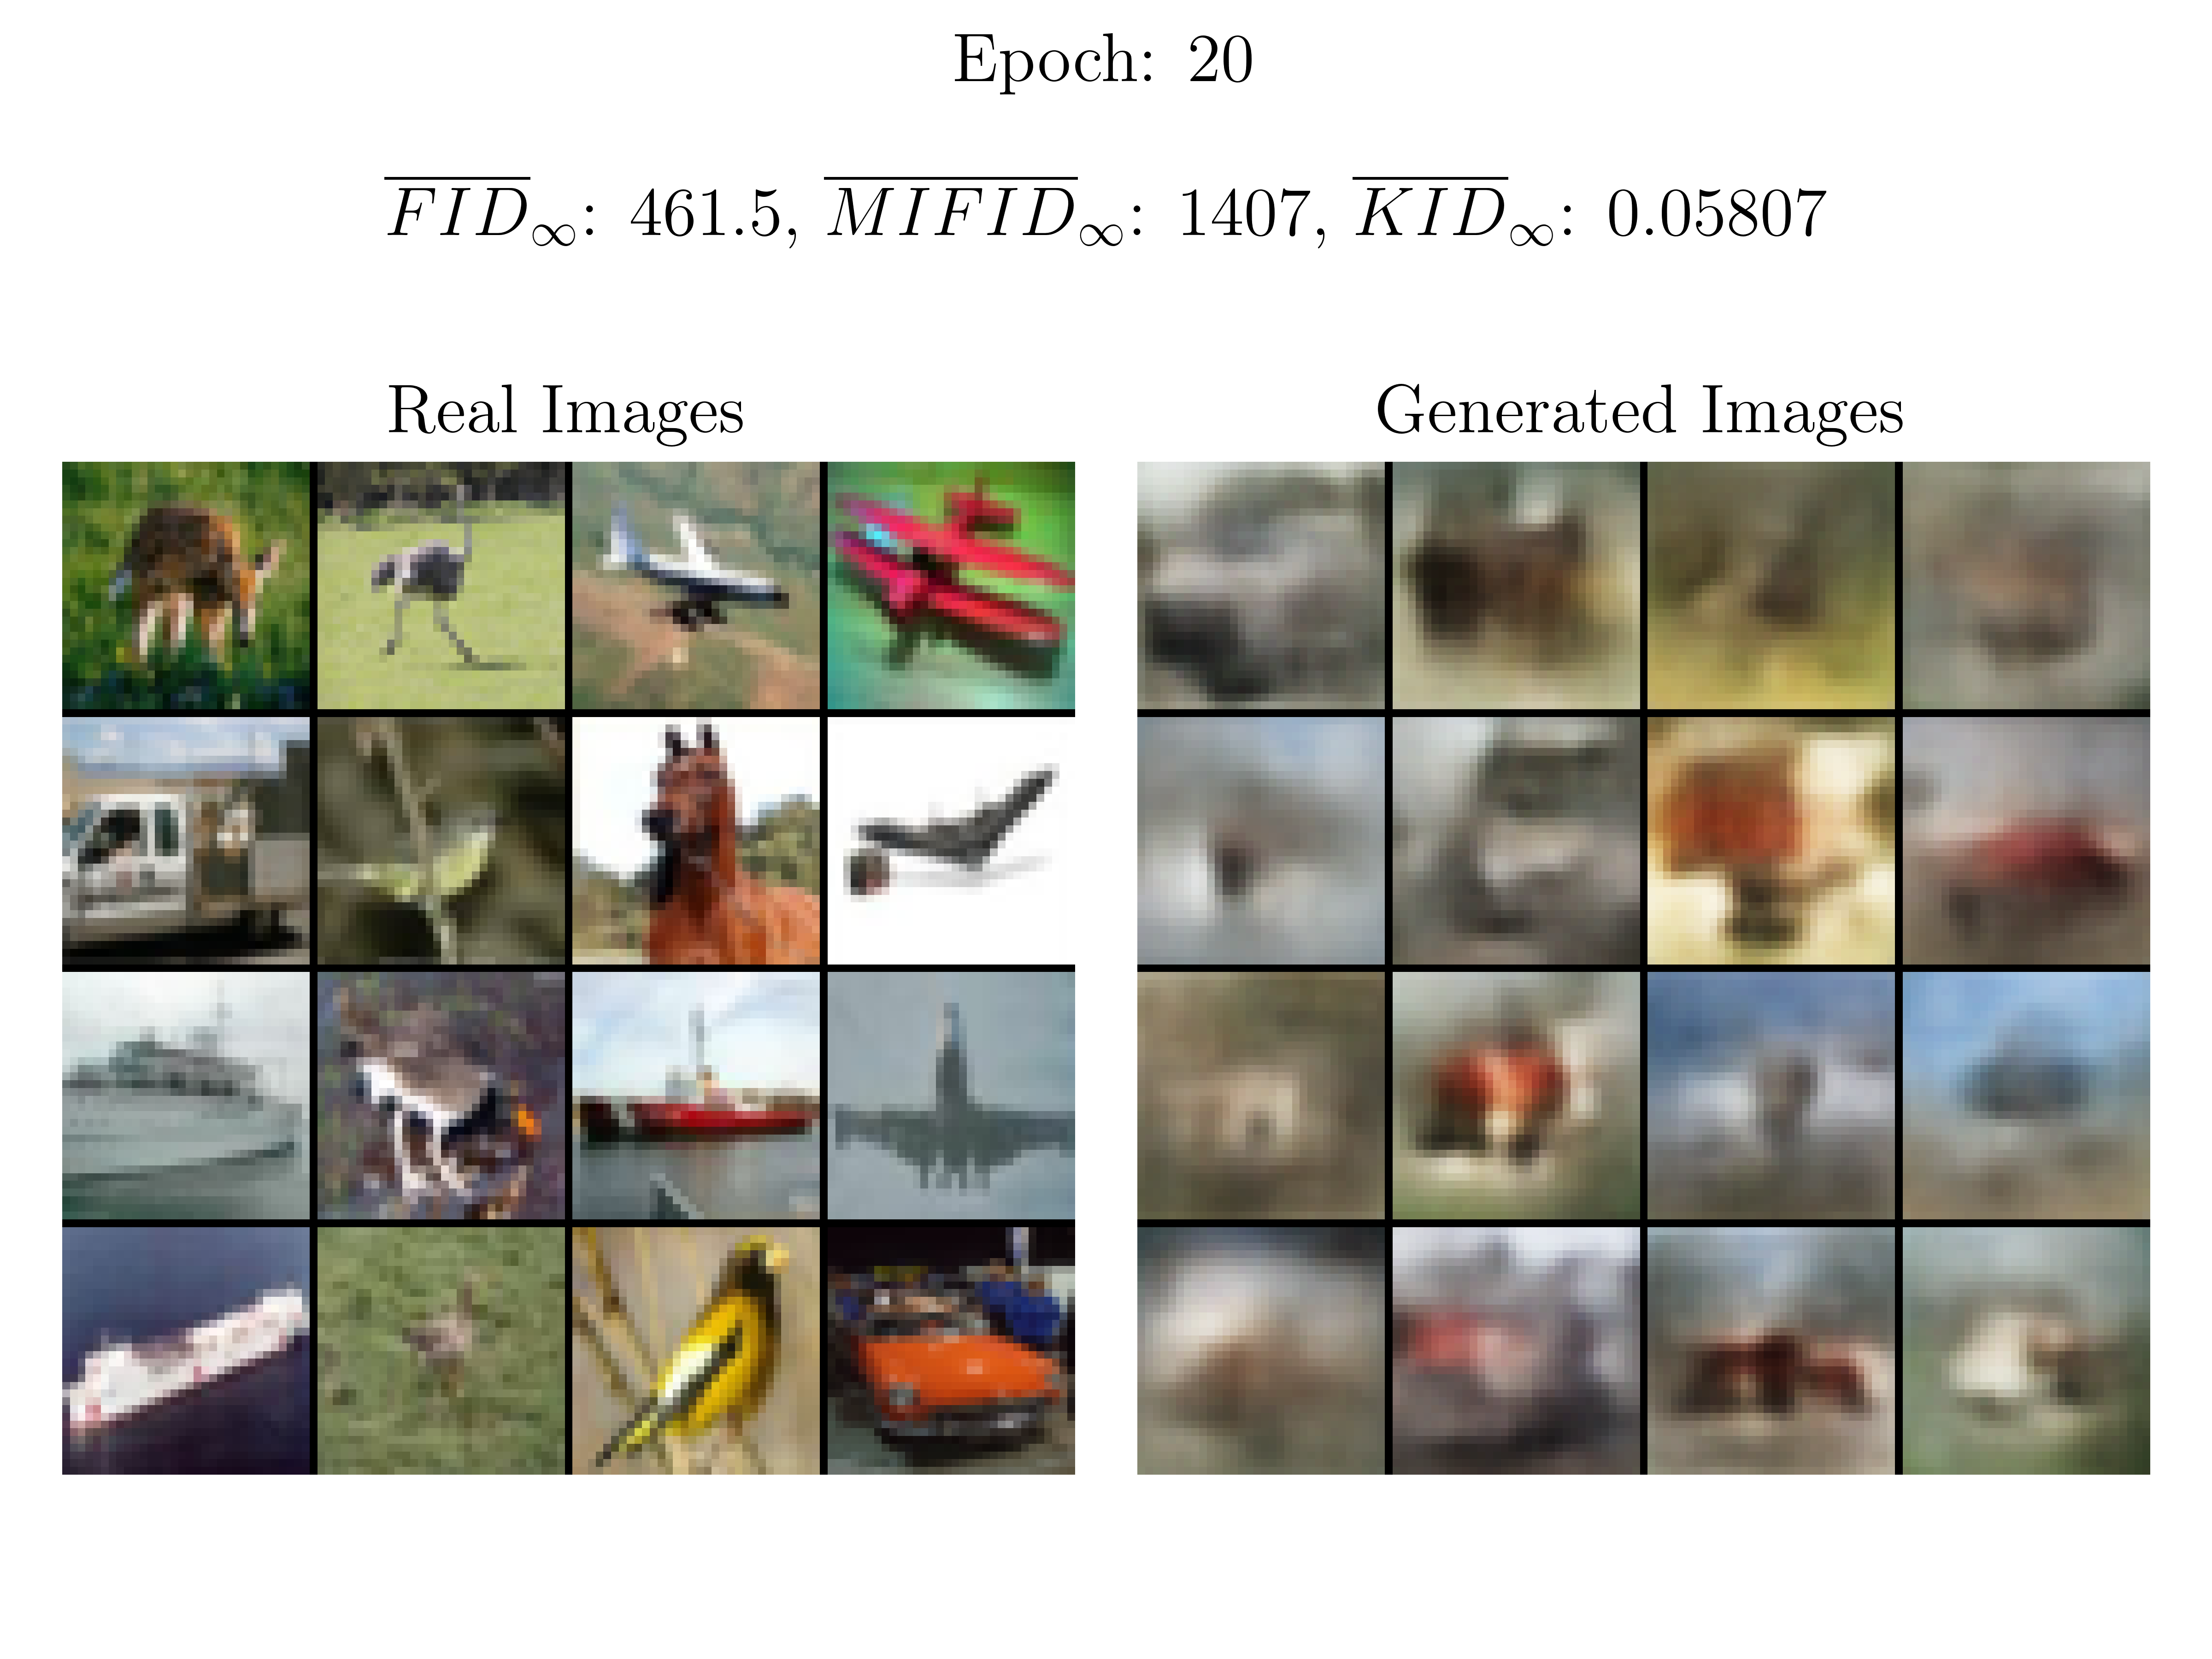 Epoch: 20
FID∞: 461.5, MIFID∞: 1407, KID∞: 0.05807
Real Images
Generated Images